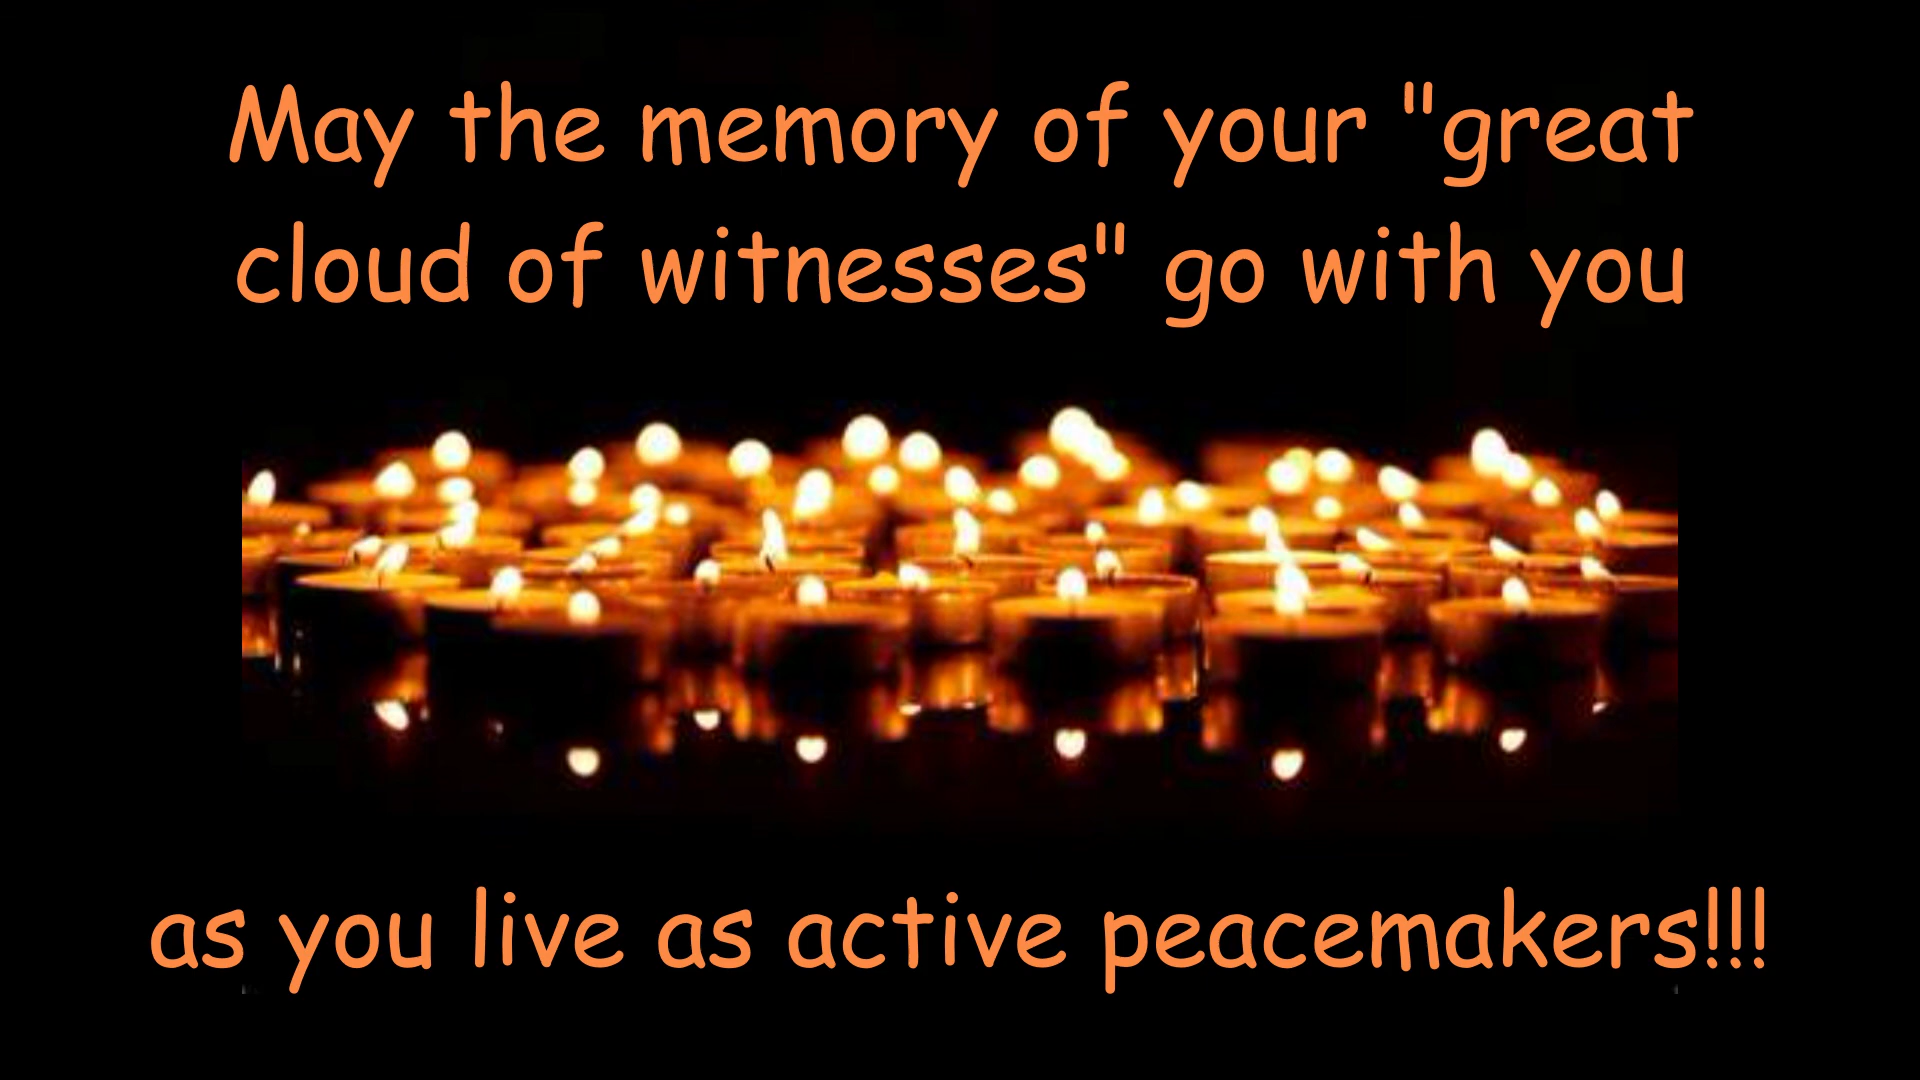 May the memory of your "great
cloud of witnesses" go with you
as you live as active peacemakers!!!